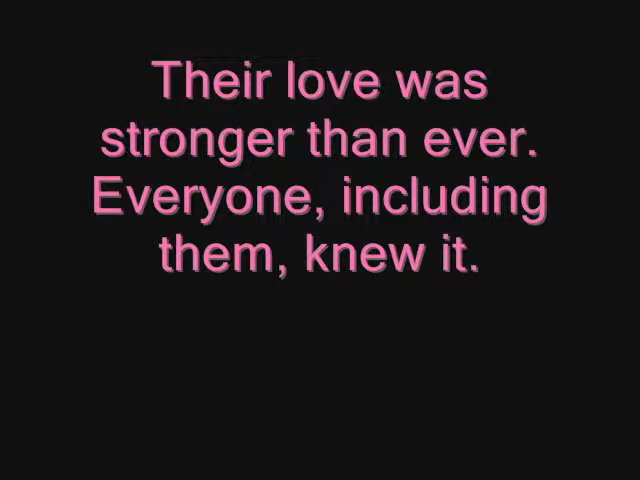 Their love was
stronger than ever.
Everyone, including
them, knew it.